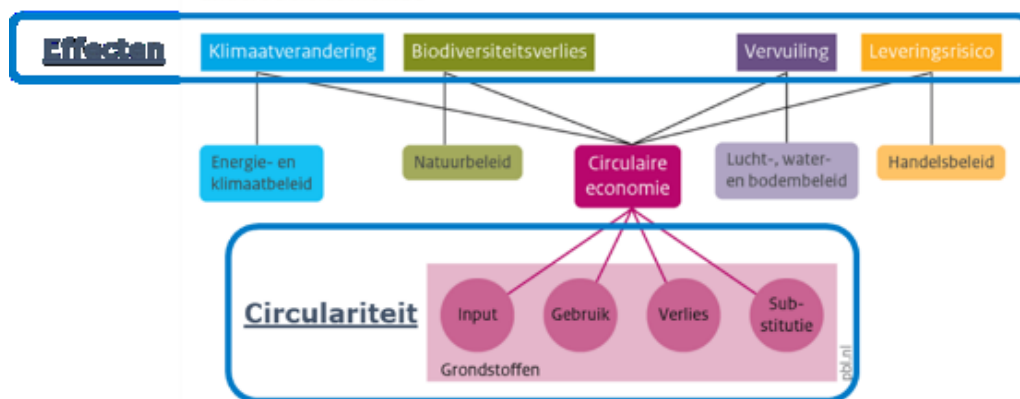 Effecten
Klimaatverandering
Biodiversiteitsverlies
Vervuiling
Leveringsrisico
Energie- en
klimaatbeleid
Natuurbeleid
Circulaire
economie
Lucht-, water-
en bodembeleid
Handelsbeleid
Circulariteit
Input
Gebruik
Verlies
Sub-
stitutie
Grondstoffen
pbl.nl